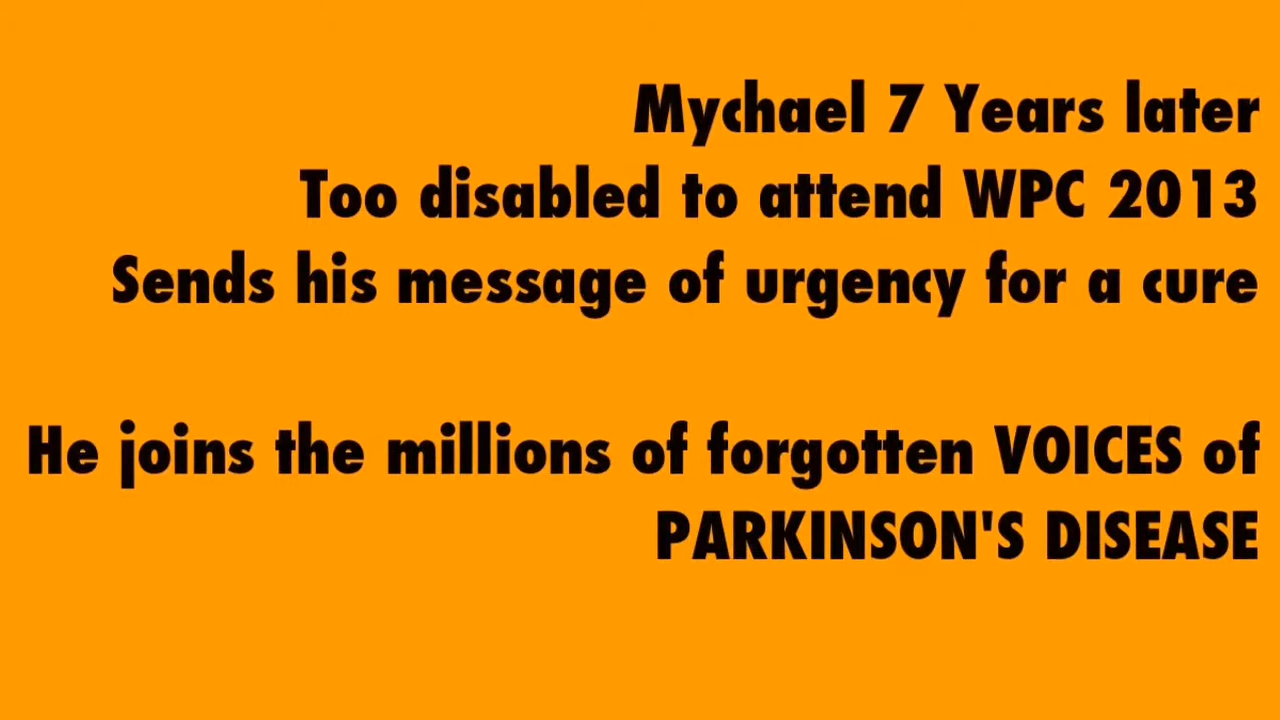 Mychael 7 Years later
Too disabled to attend WPC 2013
Sends his message of urgency for a cure
He joins the millions of forgotten VOICES of
PARKINSON'S DISEASE